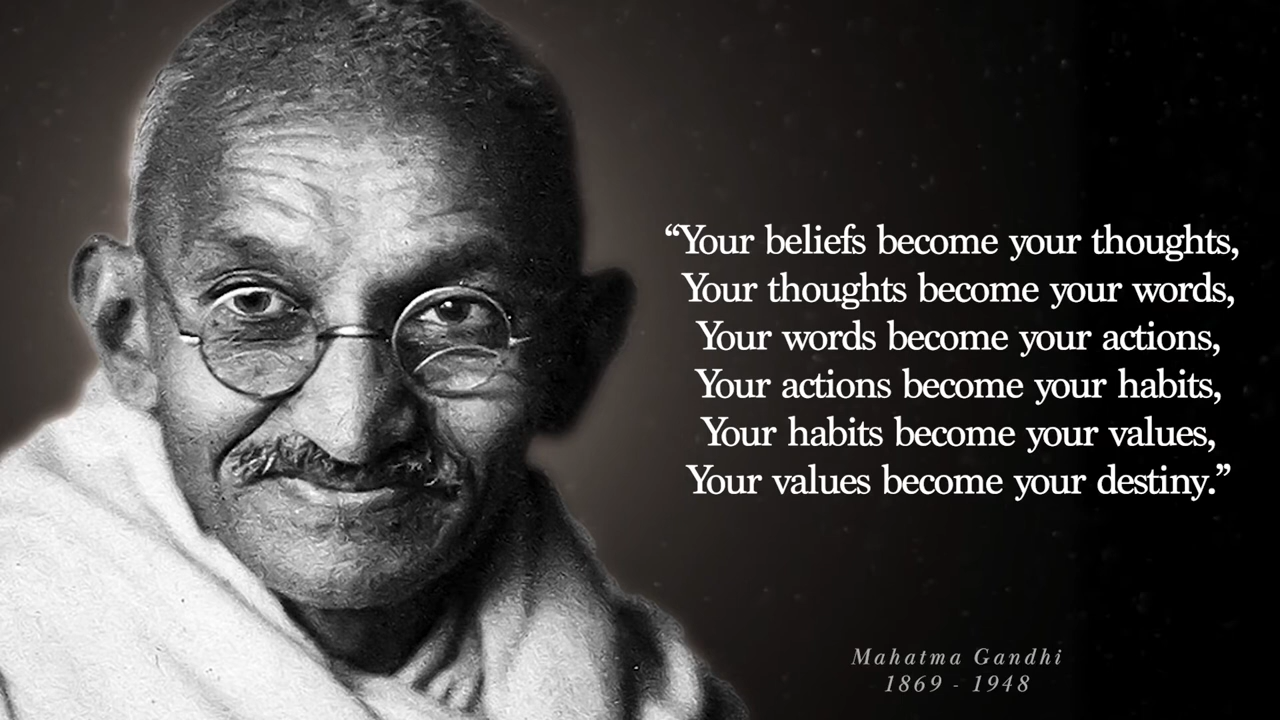 “Your beliefs become your thoughts,
Your thoughts become your words,
Your words become your actions,
Your actions become your habits,
Your habits become your values,
Your values become your destiny.”
Mahatma Gandhi
1869 - 1948